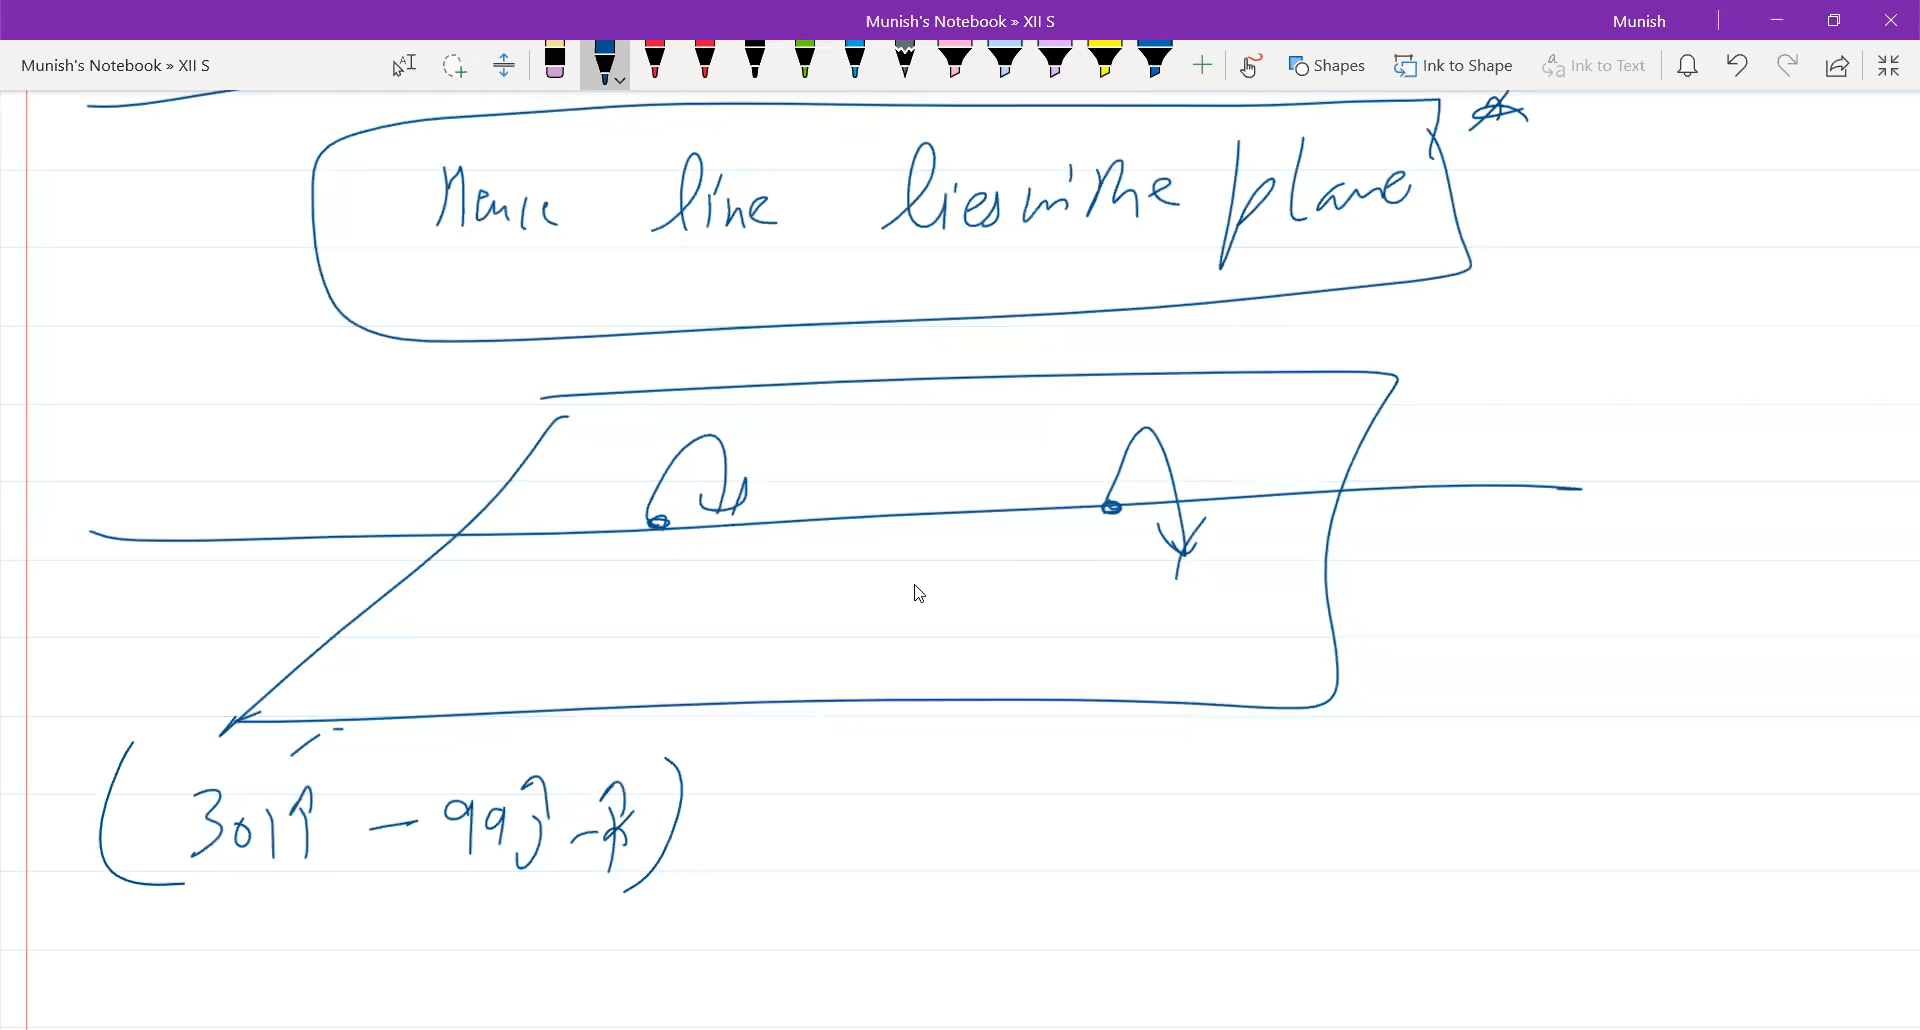 Munish's Notebook » XII S
Munish
Munish's Notebook » XII S
Shapes
Ink to Shape
Ink to Text
Hence line lies in the plane
(301î - 99ĵ - k̂)